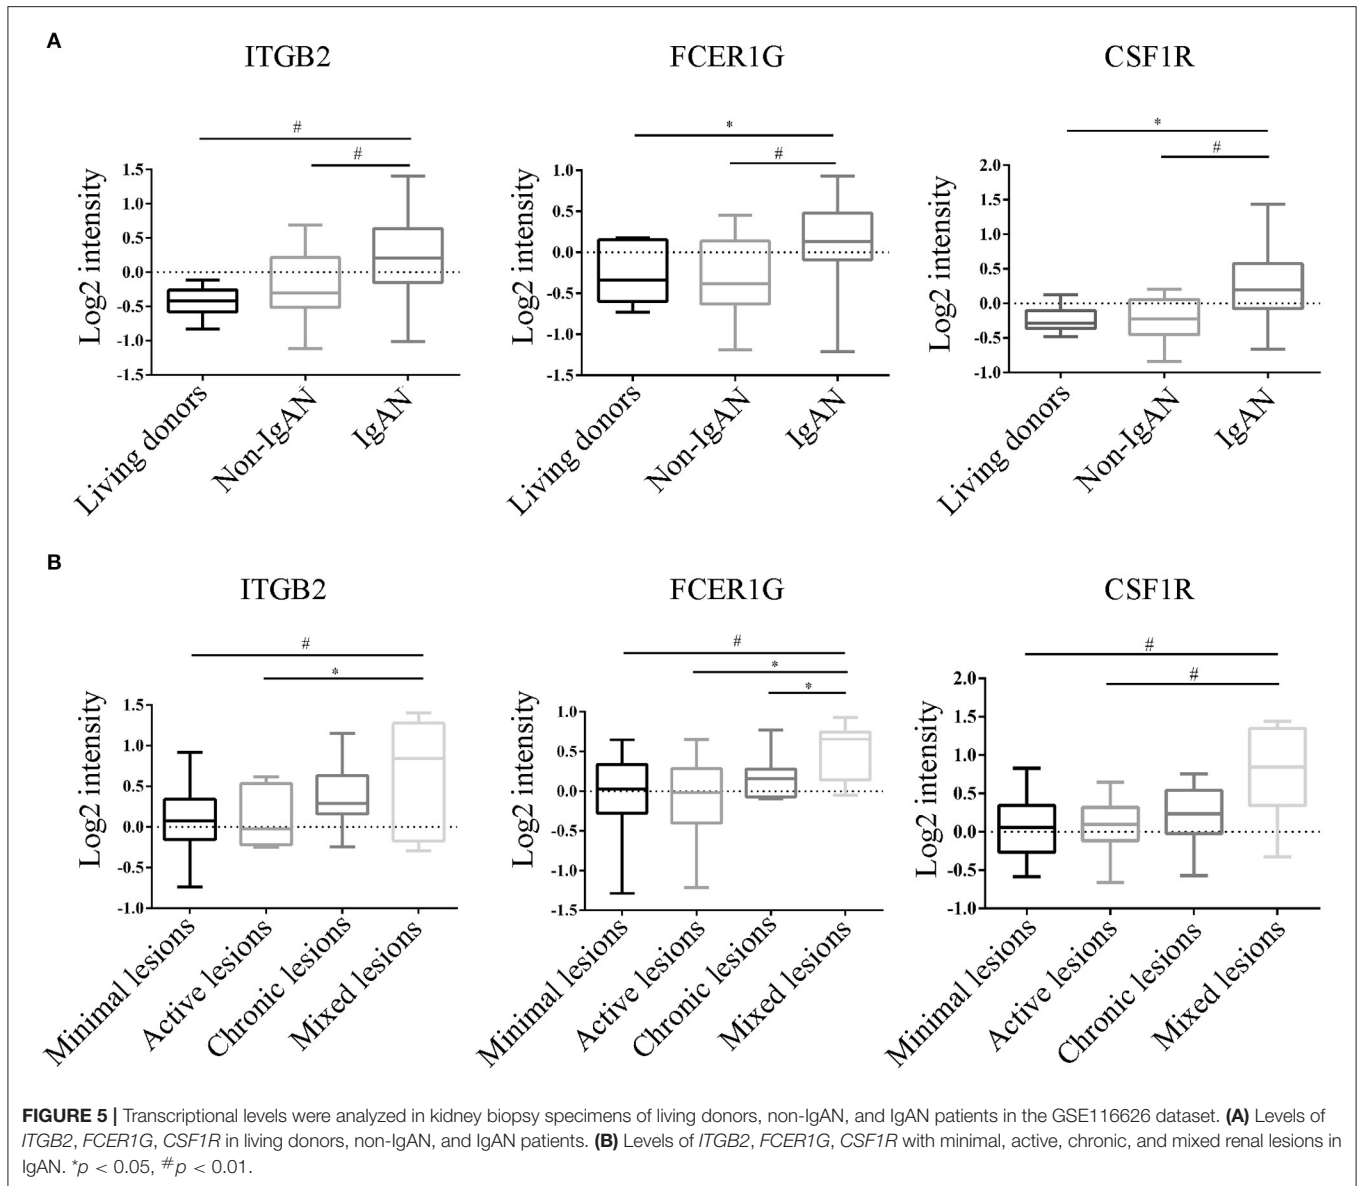 A
ITGB2
FCER1G
CSF1R
#
#
*
#
*
#
Log2 intensity
1.5
1.0
0.5
0.0
-0.5
-1.0
-1.5
Living donors
Non-IgAN
IgAN
Log2 intensity
1.0
0.5
0.0
-0.5
-1.0
-1.5
Living donors
Non-IgAN
IgAN
Log2 intensity
2.0
1.5
1.0
0.5
0.0
-0.5
-1.0
Living donors
Non-IgAN
IgAN
B
ITGB2
FCER1G
CSF1R
#
*
#
*
*
#
#
Log2 intensity
1.5
1.0
0.5
0.0
-0.5
-1.0
Minimal lesions
Active lesions
Chronic lesions
Mixed lesions
Log2 intensity
1.0
0.5
0.0
-0.5
-1.0
-1.5
Minimal lesions
Active lesions
Chronic lesions
Mixed lesions
Log2 intensity
2.0
1.5
1.0
0.5
0.0
-0.5
-1.0
Minimal lesions
Active lesions
Chronic lesions
Mixed lesions
FIGURE 5 | Transcriptional levels were analyzed in kidney biopsy specimens of living donors, non-IgAN, and IgAN patients in the GSE116626 dataset. (A) Levels of
ITGB2, FCER1G, CSF1R in living donors, non-IgAN, and IgAN patients. (B) Levels of ITGB2, FCER1G, CSF1R with minimal, active, chronic, and mixed renal lesions in
IgAN. *p < 0.05, #p < 0.01.